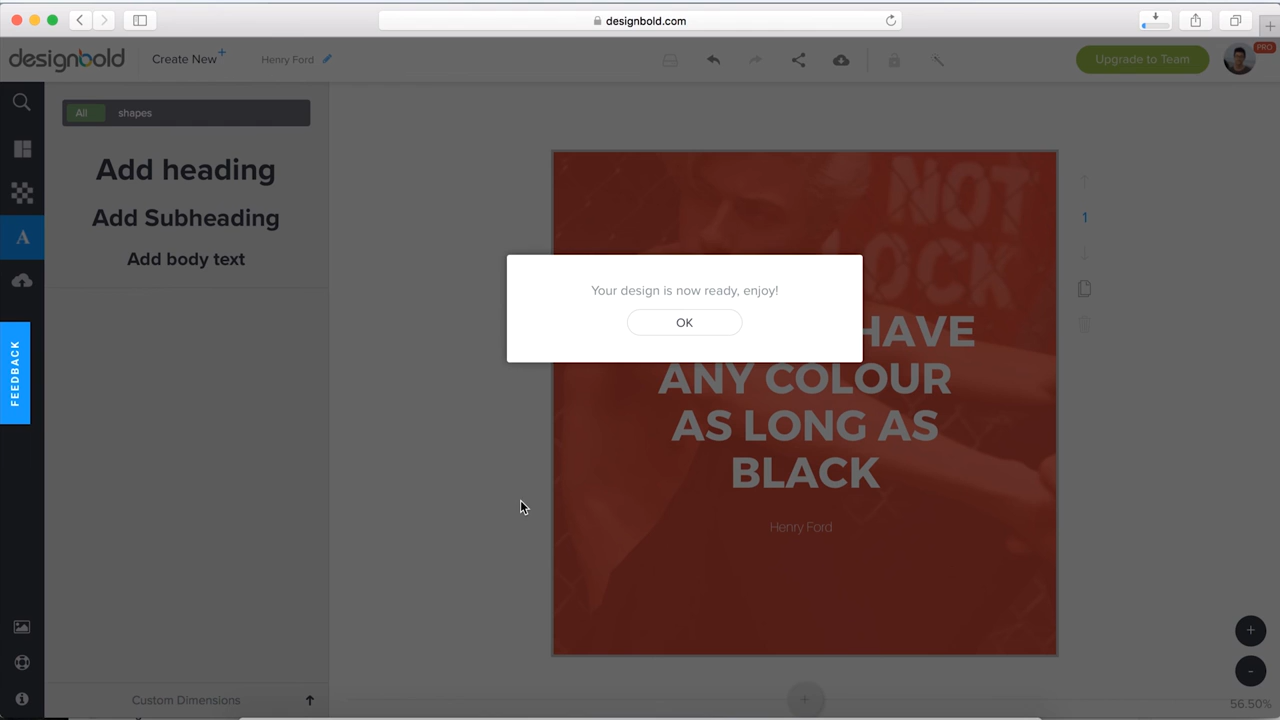 designbold.com
designbold
Create New
Henry Ford
Upgrade to Team
PRO
All
shapes
Add heading
Add Subheading
Add body text
A
FEEDBACK
Custom Dimensions
NOT
LOCK
Your design is now ready, enjoy!
OK
HAVE
ANY COLOUR
AS LONG AS
BLACK
Henry Ford
1
56.50%